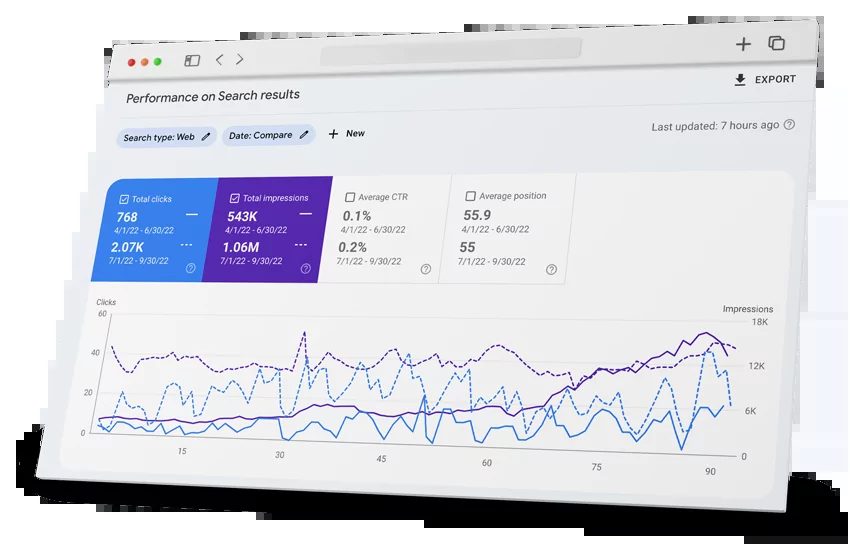 EXPORT
Performance on Search results
Search type: Web
Date: Compare
New
Last updated: 7 hours ago
Total clicks
768
4/1/22 - 6/30/22
2.07K
7/1/22 - 9/30/22
Total impressions
543K
4/1/22 - 6/30/22
1.06M
7/1/22 - 9/30/22
Average CTR
0.1%
4/1/22 - 6/30/22
0.2%
7/1/22 - 9/30/22
Average position
55.9
4/1/22 - 6/30/22
55
7/1/22 - 9/30/22
Clicks
60
40
20
0
Impressions
18K
12K
6K
0
15
30
45
60
75
90